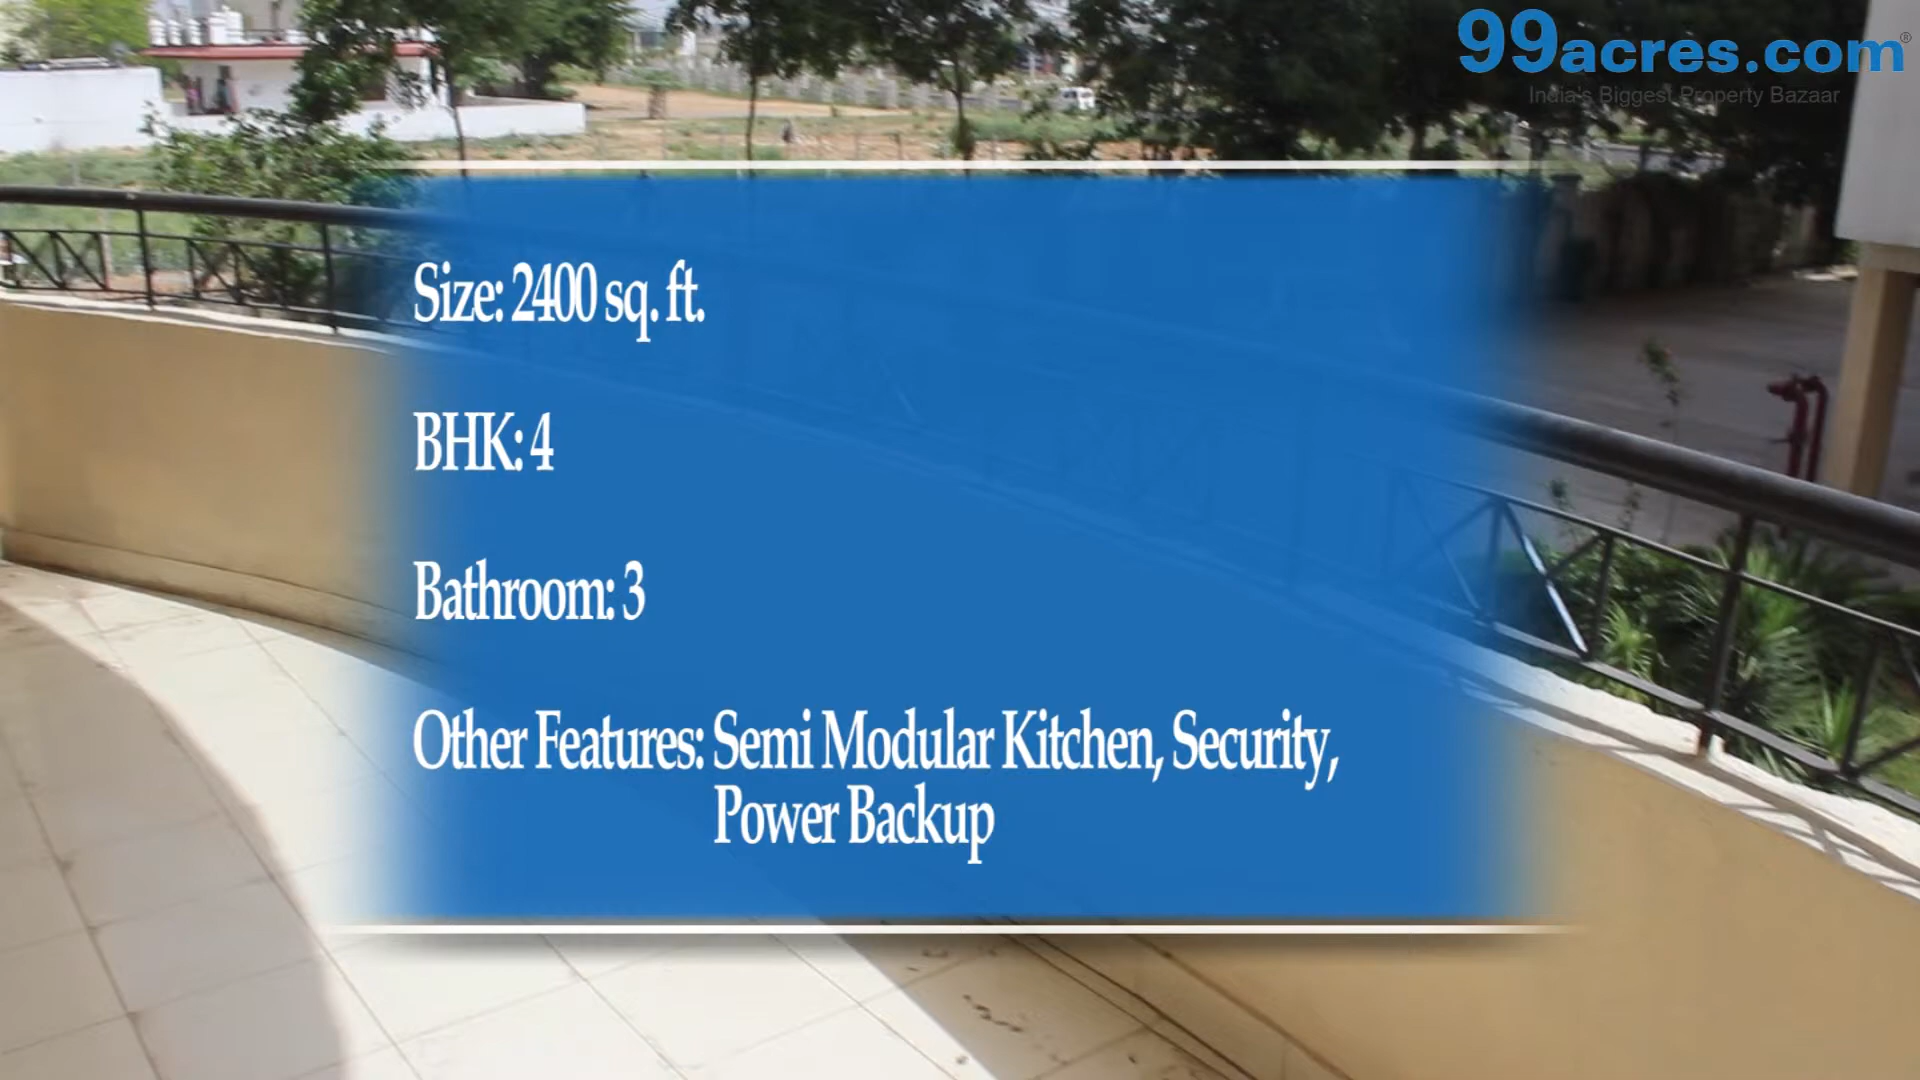 99acres.com®
India's Biggest Property Bazaar
Size: 2400 sq. ft.
BHK: 4
Bathroom: 3
Other Features: Semi Modular Kitchen, Security,
Power Backup